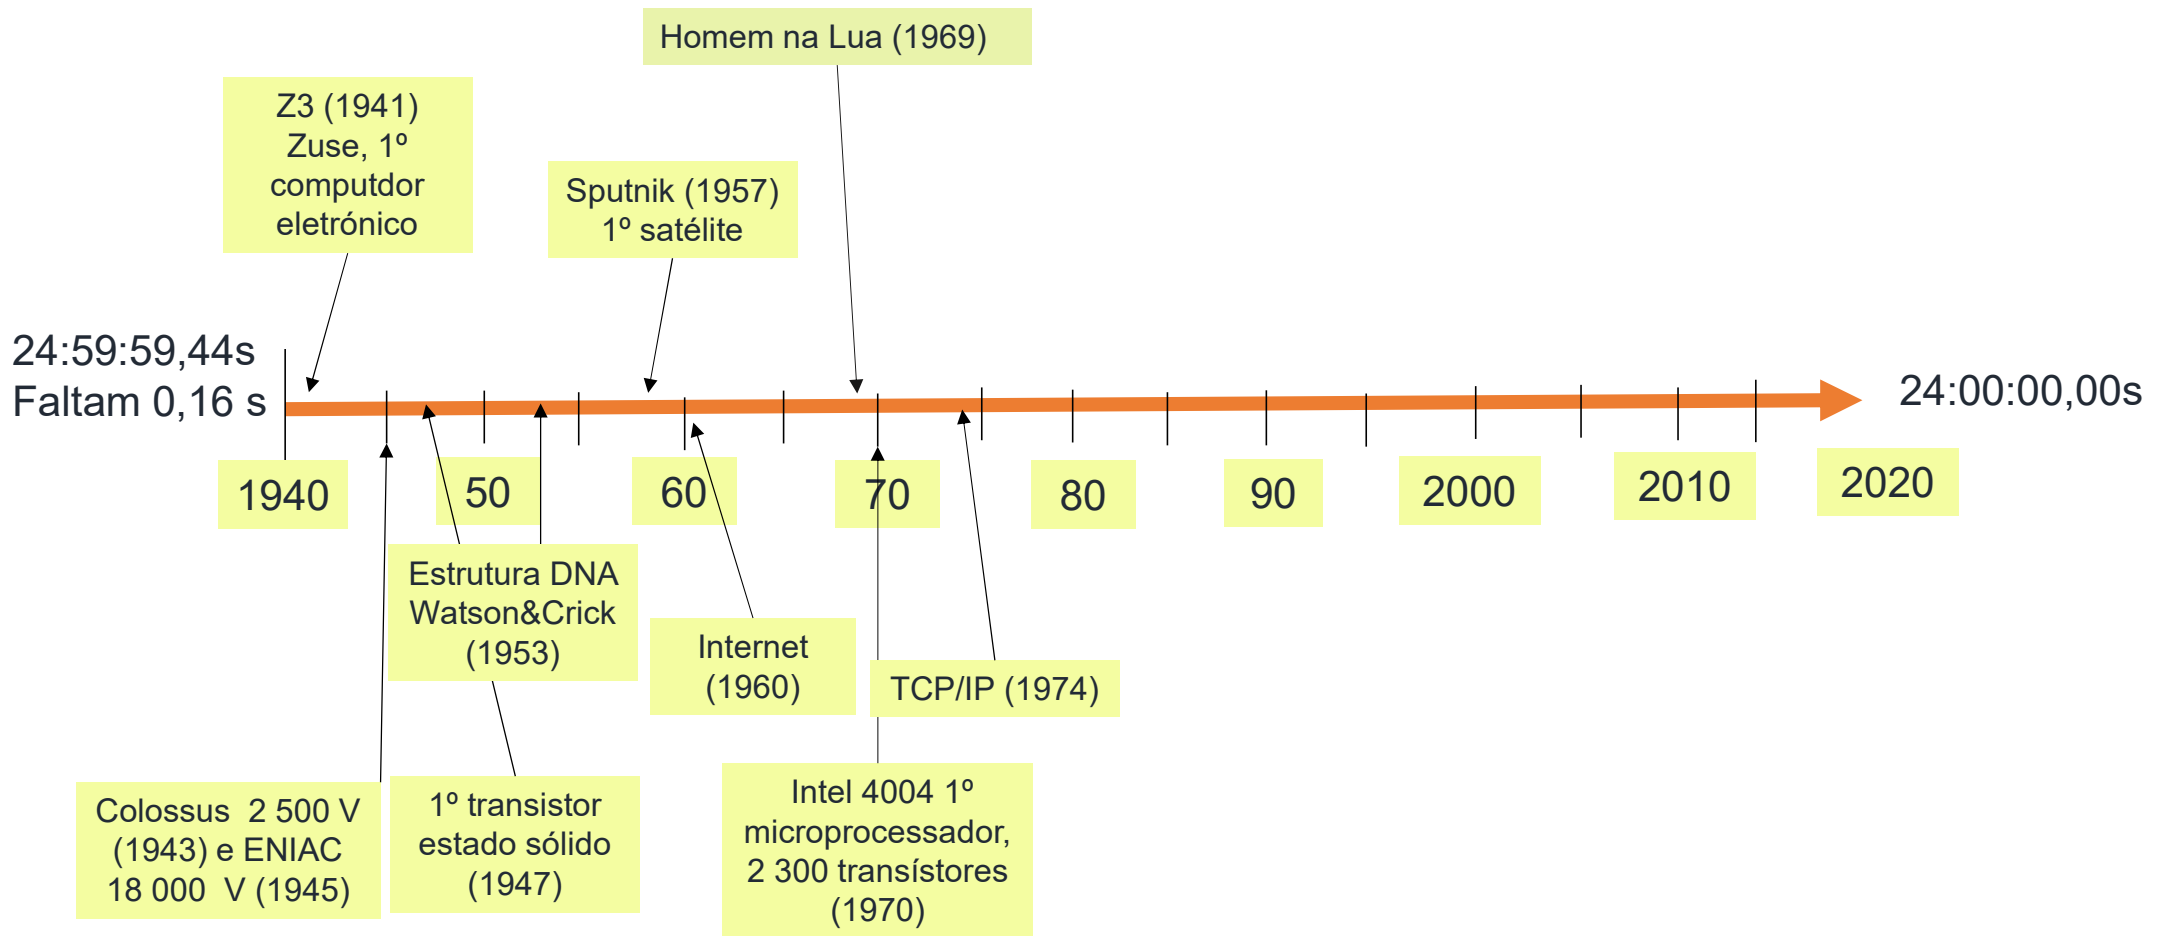 Homem na Lua (1969)
Z3 (1941)
Zuse, 1º
computdor
eletrónico
Sputnik (1957)
1º satélite
24:59:59,44s
Faltam 0,16 s
24:00:00,00s
1940
50
60
70
80
90
2000
2010
2020
Estrutura DNA
Watson&Crick
(1953)
Internet
(1960)
TCP/IP (1974)
Colossus  2 500 V
(1943) e ENIAC
18 000  V (1945)
1º transistor
estado sólido
(1947)
Intel 4004 1º
microprocessador,
2 300 transístores
(1970)